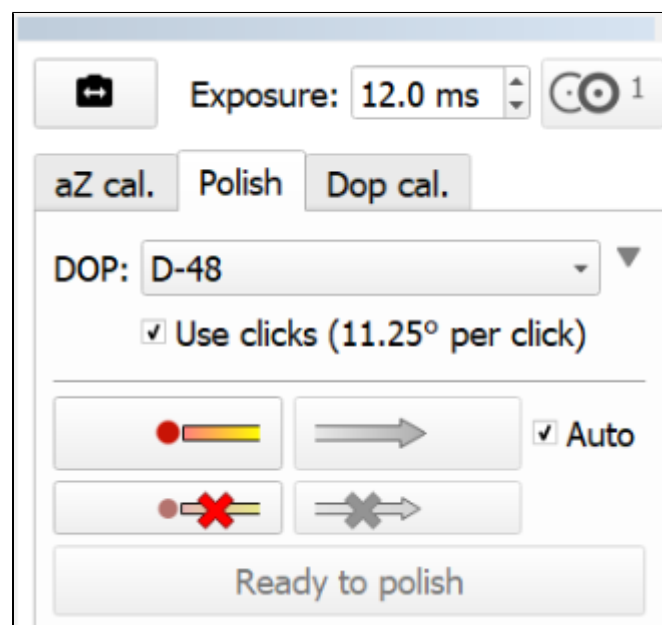 Exposure: 12.0 ms 1
aZ cal. Polish Dop cal.
DOP: D-48
Use clicks (11.25º per click)
Auto
Ready to polish